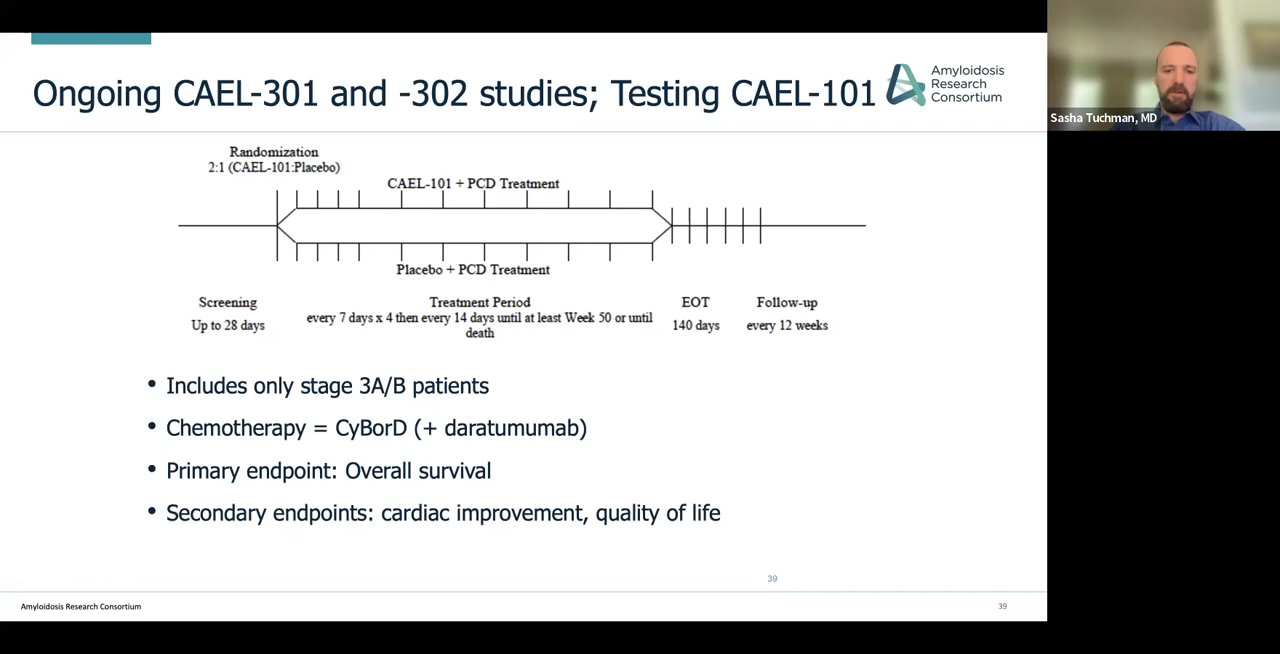 Ongoing CAEL-301 and -302 studies; Testing CAEL-101
Amyloidosis
Research
Consortium
Sasha Tuchman, MD
Randomization
2:1 (CAEL-101:Placebo)
CAEL-101 + PCD Treatment
Placebo + PCD Treatment
Screening
Up to 28 days
Treatment Period
every 7 days x 4 then every 14 days until at least Week 50 or until
death
EOT
140 days
Follow-up
every 12 weeks
• Includes only stage 3A/B patients
• Chemotherapy = CyBorD (+ daratumumab)
• Primary endpoint: Overall survival
• Secondary endpoints: cardiac improvement, quality of life
39
Amyloidosis Research Consortium
39